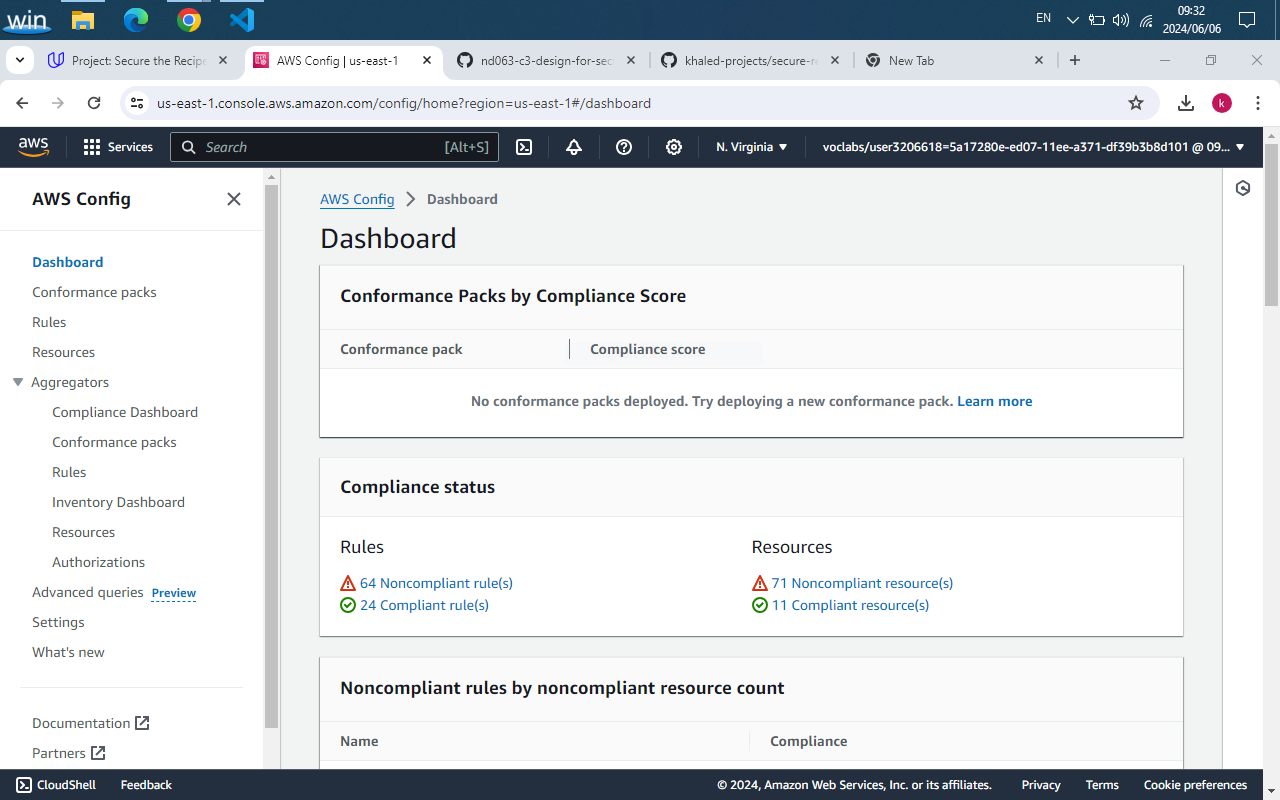 win
EN
09:32
2024/06/06
Project: Secure the Recipe
AWS Config | us-east-1
nd063-c3-design-for-sec
khaled-projects/secure-re
New Tab
us-east-1.console.aws.amazon.com/config/home?region=us-east-1#/dashboard
k
aws
Services
Search
[Alt+S]
N. Virginia
voclabs/user3206618=5a17280e-ed07-11ee-a371-df39b3b8d101 @ 09...
AWS Config
Dashboard
Conformance packs
Rules
Resources
Aggregators
Compliance Dashboard
Conformance packs
Rules
Inventory Dashboard
Resources
Authorizations
Advanced queries Preview
Settings
What's new
Documentation
Partners
AWS Config > Dashboard
Dashboard
Conformance Packs by Compliance Score
Conformance pack
Compliance score
No conformance packs deployed. Try deploying a new conformance pack. Learn more
Compliance status
Rules
64 Noncompliant rule(s)
24 Compliant rule(s)
Resources
71 Noncompliant resource(s)
11 Compliant resource(s)
Noncompliant rules by noncompliant resource count
Name
Compliance
CloudShell
Feedback
© 2024, Amazon Web Services, Inc. or its affiliates.
Privacy
Terms
Cookie preferences